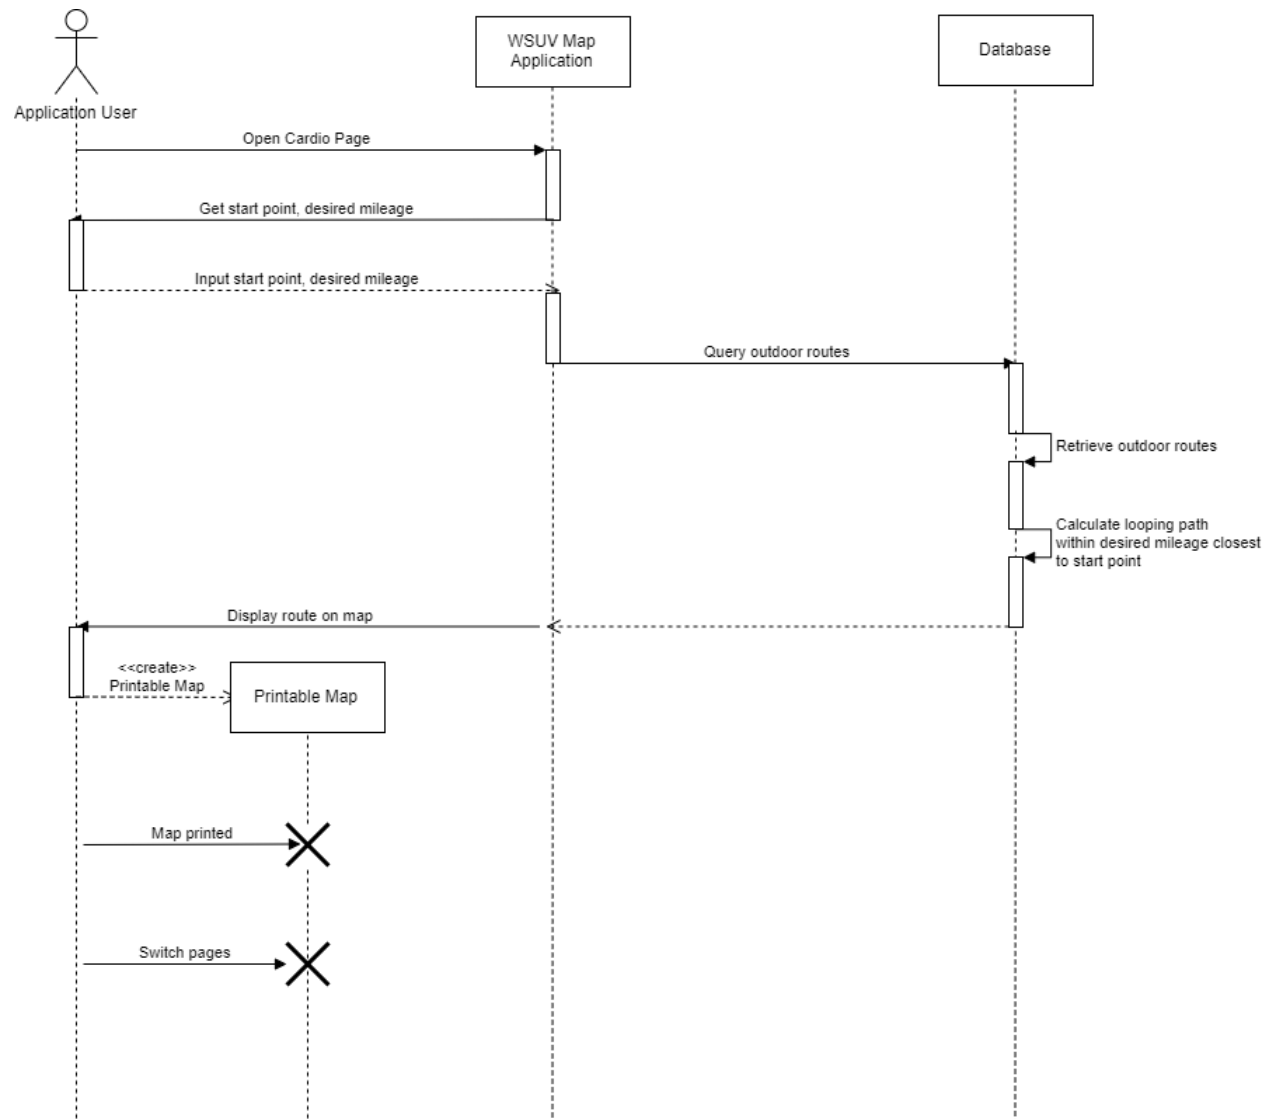 WSUV Map
Application
Database
Application User
Open Cardio Page
Get start point, desired mileage
Input start point, desired mileage
Query outdoor routes
Retrieve outdoor routes
Calculate looping path
within desired mileage closest
to start point
Display route on map
<<create>>
Printable Map
Printable Map
Map printed
Switch pages